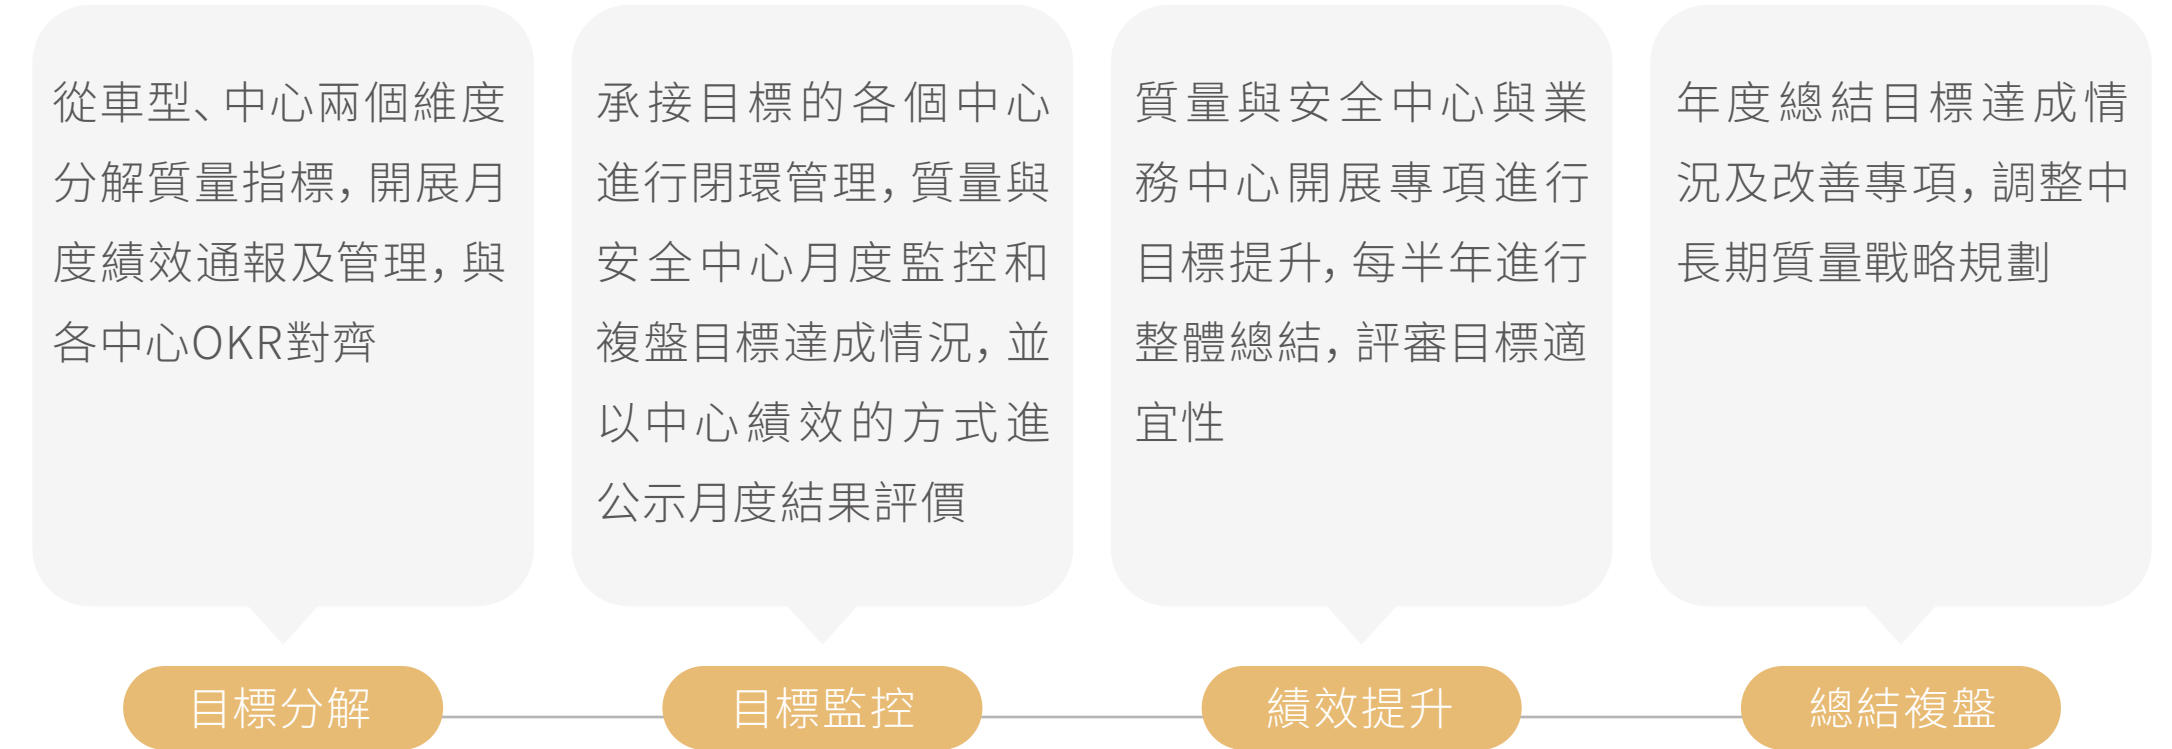 從車型、中心兩個維度
分解質量指標，開展月
度績效通報及管理，與
各中心OKR對齊
目標分解
承接目標的各個中心
進行閉環管理，質量與
安全中心月度監控和
複盤目標達成情況，並
以中心績效的方式進
公示月度結果評價
目標監控
質量與安全中心與業
務中心開展專項進行
目標提升，每半年進行
整體總結，評審目標適
宜性
績效提升
年度總結目標達成情
況及改善專項，調整中
長期質量戰略規劃
總結複盤